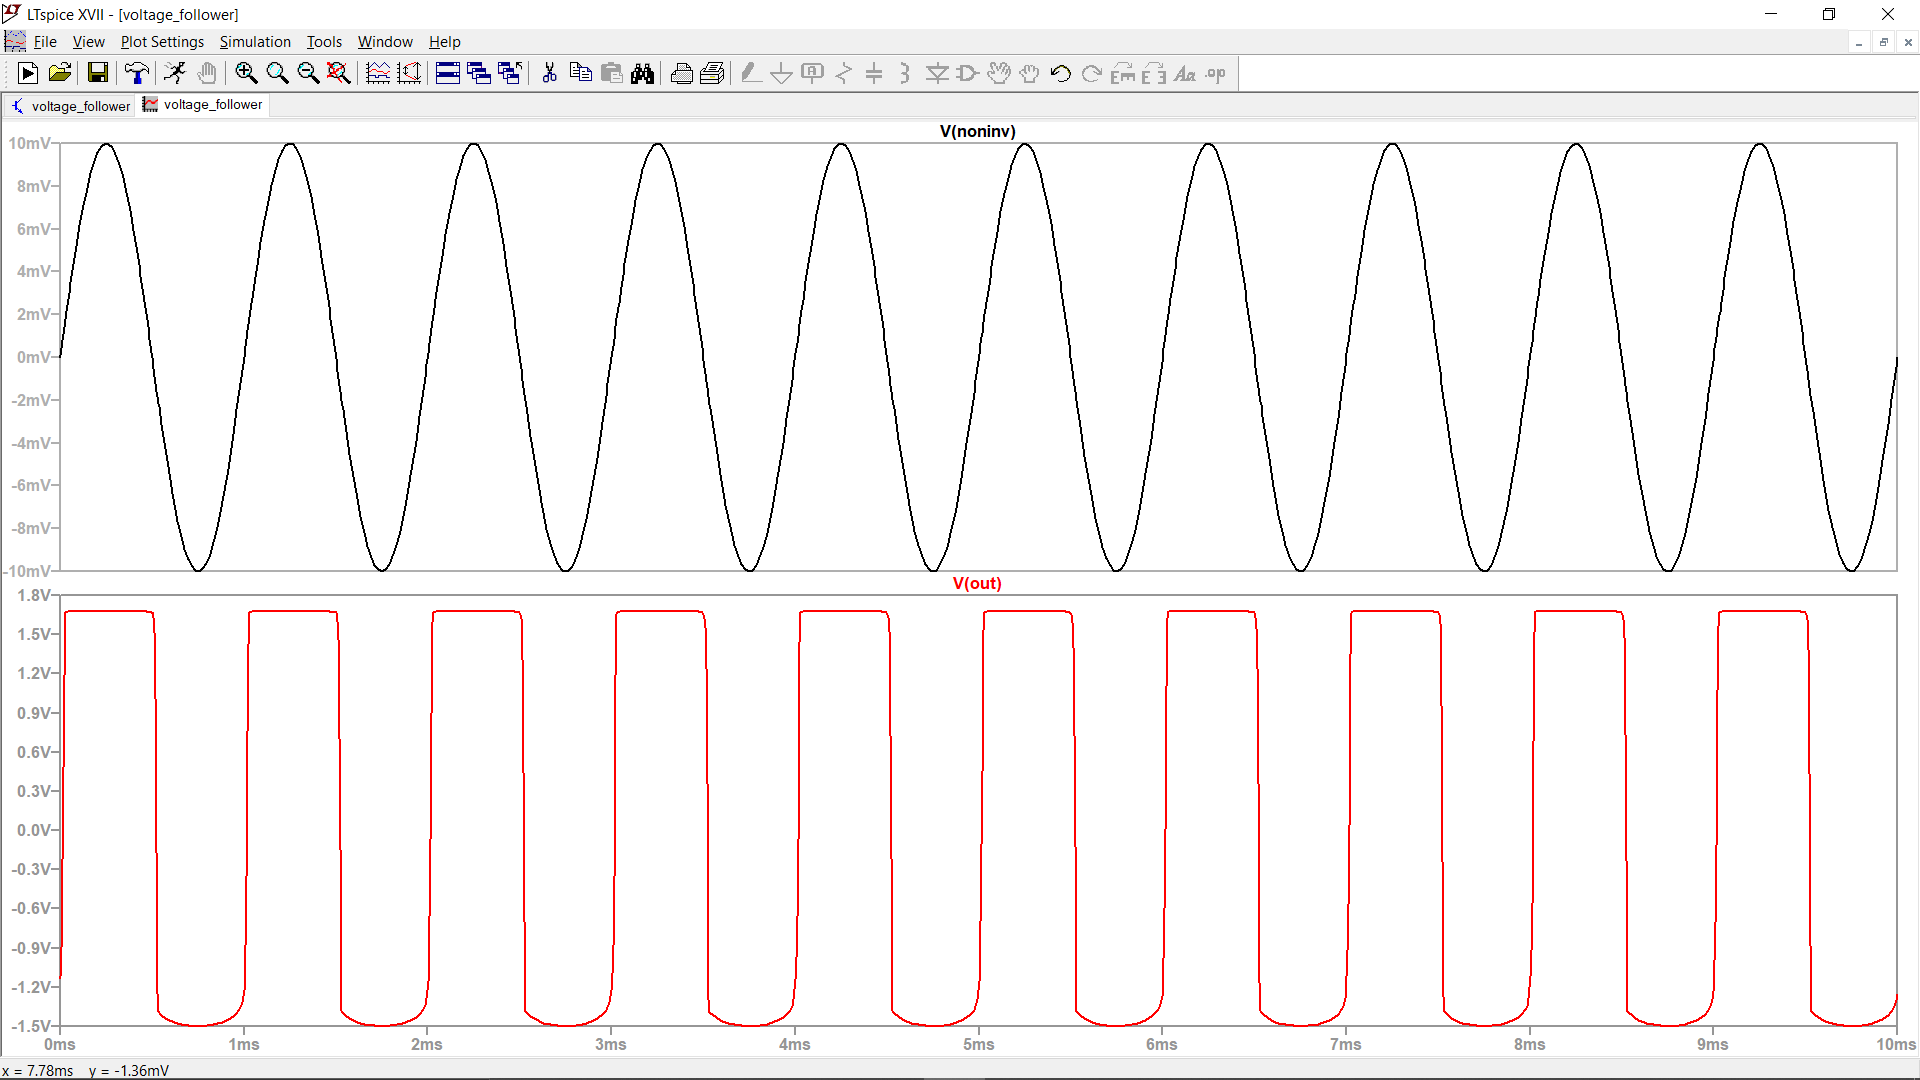 LTspice XVII - [voltage_follower]
File View Plot Settings Simulation Tools Window Help
Aa .op
voltage_follower voltage_follower
V(noninv)
10mV
8mV
6mV
4mV
2mV
0mV
-2mV
-4mV
-6mV
-8mV
-10mV
V(out)
1.8V
1.5V
1.2V
0.9V
0.6V
0.3V
0.0V
-0.3V
-0.6V
-0.9V
-1.2V
-1.5V
0ms 1ms 2ms 3ms 4ms 5ms 6ms 7ms 8ms 9ms 10ms
x = 7.78ms y = -1.36mV